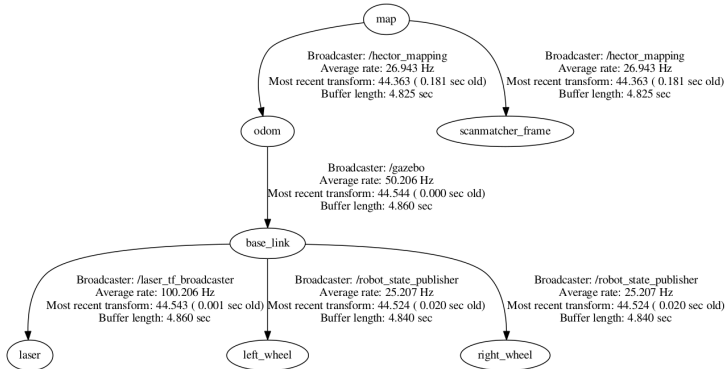 map
Broadcaster: /hector_mapping
Average rate: 26.943 Hz
Most recent transform: 44.363 ( 0.181 sec old)
Buffer length: 4.825 sec
Broadcaster: /hector_mapping
Average rate: 26.943 Hz
Most recent transform: 44.363 ( 0.181 sec old)
Buffer length: 4.825 sec
odom
scanmatcher_frame
Broadcaster: /gazebo
Average rate: 50.206 Hz
Most recent transform: 44.544 ( 0.000 sec old)
Buffer length: 4.860 sec
base_link
Broadcaster: /laser_tf_broadcaster
Average rate: 100.206 Hz
Most recent transform: 44.543 ( 0.001 sec old)
Buffer length: 4.860 sec
Broadcaster: /robot_state_publisher
Average rate: 25.207 Hz
Most recent transform: 44.524 ( 0.020 sec old)
Buffer length: 4.840 sec
Broadcaster: /robot_state_publisher
Average rate: 25.207 Hz
Most recent transform: 44.524 ( 0.020 sec old)
Buffer length: 4.840 sec
laser
left_wheel
right_wheel